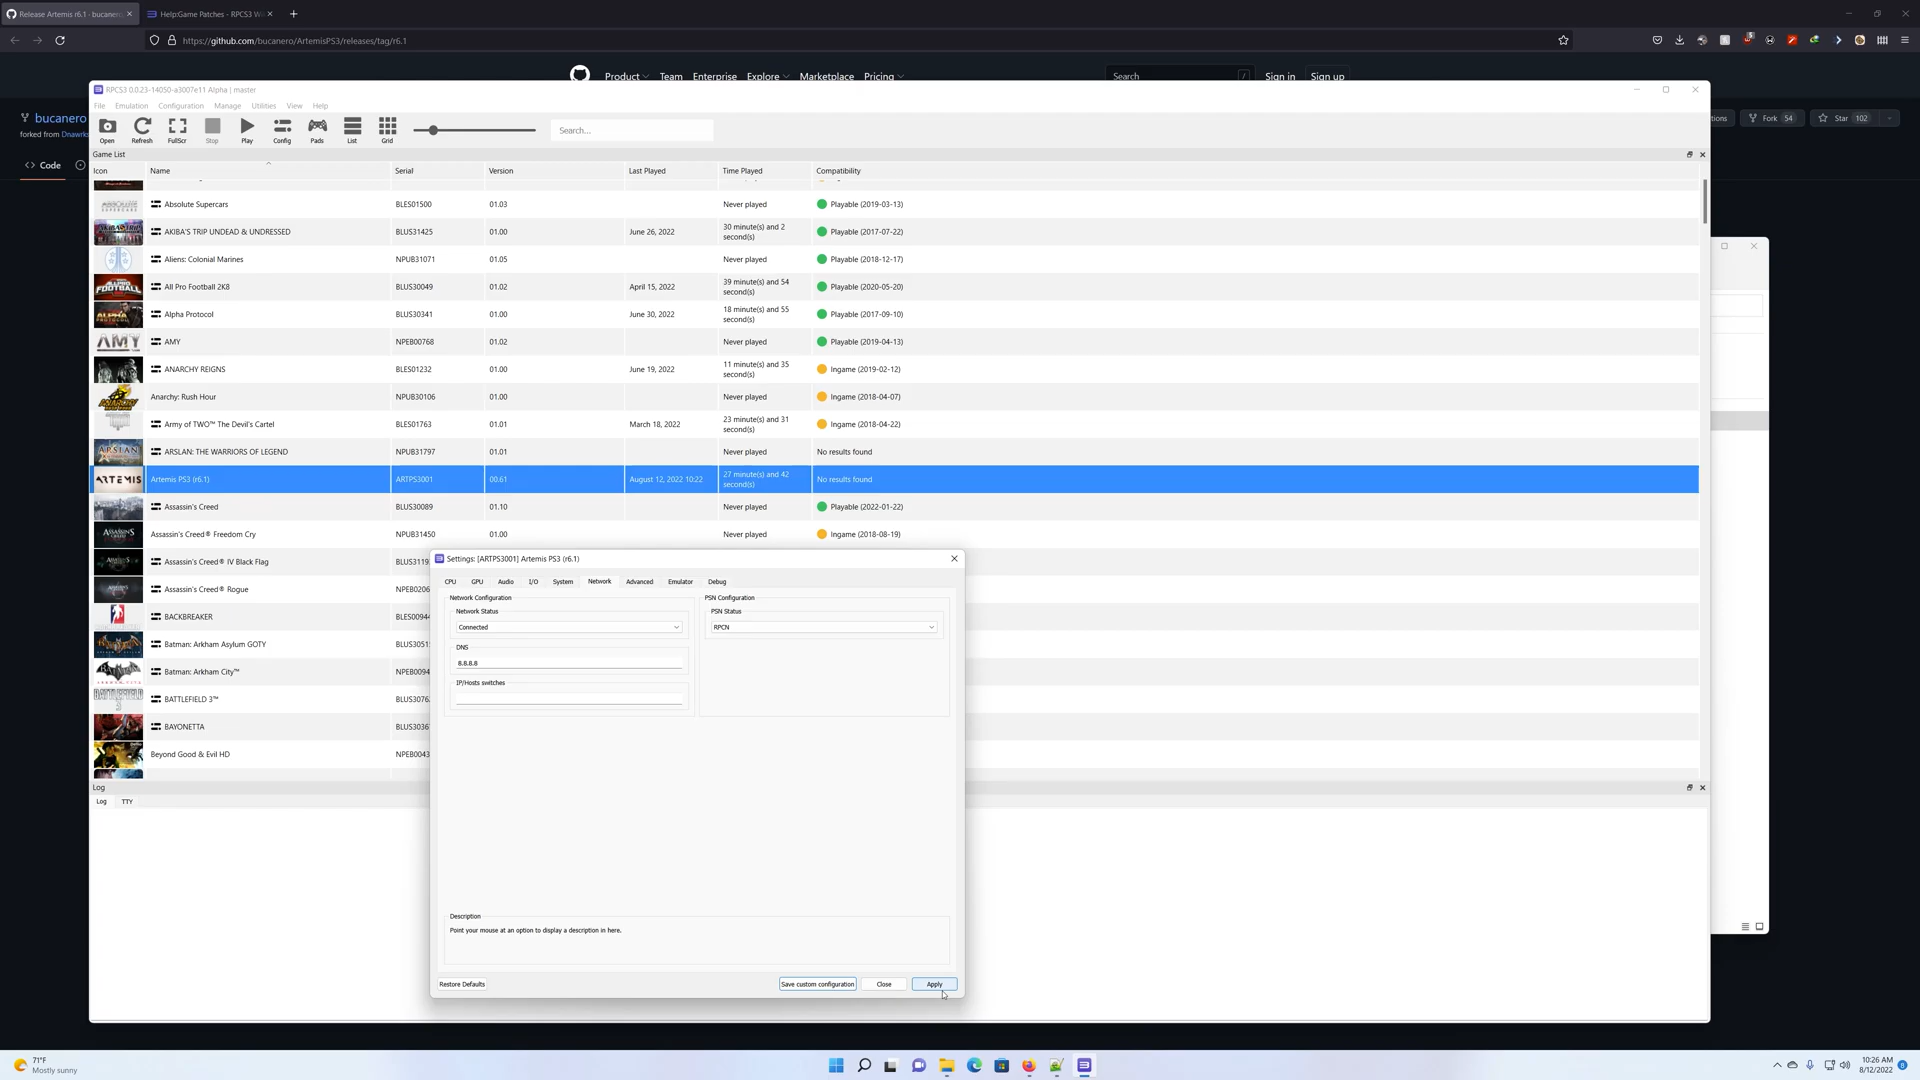 Release Artemis r6.1 · bucanero
Help:Game Patches - RPCS3 Wi
https://github.com/bucanero/ArtemisPS3/releases/tag/r6.1
Product Team Enterprise Explore Marketplace Pricing
Search /
Sign in Sign up
bucanero
forked from Dnawrk
Fork 54
Star 102
Code
RPCS3 0.0.23-14050-a3007e11 Alpha | master
File Emulation Configuration Manage Utilities View Help
Open Refresh FullScr Stop Play Config Pads List Grid
Search...
Game List
Icon Name Serial Version Last Played Time Played Compatibility
Absolute Supercars BLES01500 01.03 Never played Playable (2019-03-13)
AKIBA'S TRIP UNDEAD & UNDRESSED BLUS31425 01.00 June 26, 2022 30 minute(s) and 2 second(s) Playable (2017-07-22)
Aliens: Colonial Marines NPUB31071 01.05 Never played Playable (2018-12-17)
All Pro Football 2K8 BLUS30049 01.02 April 15, 2022 39 minute(s) and 54 second(s) Playable (2020-05-20)
Alpha Protocol BLUS30341 01.00 June 30, 2022 18 minute(s) and 55 second(s) Playable (2017-09-10)
AMY NPEB00768 01.02 Never played Playable (2019-04-13)
ANARCHY REIGNS BLES01232 01.00 June 19, 2022 11 minute(s) and 35 second(s) Ingame (2019-02-12)
Anarchy: Rush Hour NPUB30106 01.00 Never played Ingame (2018-04-07)
Army of TWO™ The Devil's Cartel BLES01763 01.01 March 18, 2022 23 minute(s) and 31 second(s) Ingame (2018-04-22)
ARSLAN: THE WARRIORS OF LEGEND NPUB31797 01.01 Never played No results found
ARTEMIS Artemis PS3 (r6.1) ARTPS3001 00.61 August 12, 2022 10:22 27 minute(s) and 42 second(s) No results found
Assassin's Creed BLUS30089 01.10 Never played Playable (2022-01-22)
Assassin's Creed® Freedom Cry NPUB31450 01.00 Never played Ingame (2018-08-19)
Assassin's Creed® IV Black Flag BLUS3119
Assassin's Creed® Rogue NPEB0206
BACKBREAKER BLES0094
Batman: Arkham Asylum GOTY BLUS3051
Batman: Arkham City™ NPEB0094
BATTLEFIELD 3™ BLUS3076
BAYONETTA BLUS3036
Beyond Good & Evil HD NPEB0043
Log
Log TTY
Settings: [ARTPS3001] Artemis PS3 (r6.1)
CPU GPU Audio I/O System Network Advanced Emulator Debug
Network Configuration
Network Status
Connected
DNS
8.8.8.8
IP/Hosts switches
PSN Configuration
PSN Status
RPCN
Description
Point your mouse at an option to display a description in here.
Restore Defaults
Save custom configuration Close Apply
71°F
Mostly sunny
10:26 AM
8/12/2022